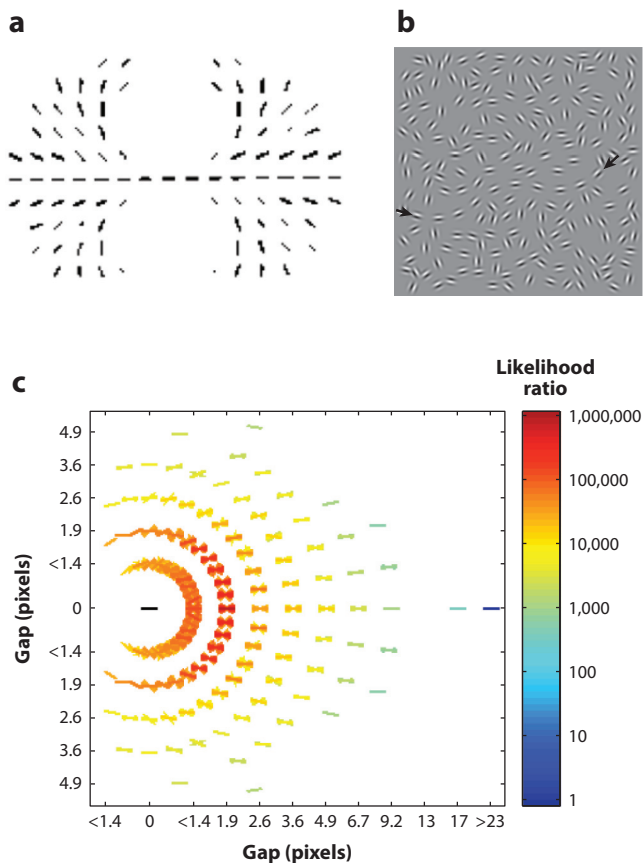 a
b
c
Likelihood
ratio
1,000,000
100,000
10,000
1,000
100
10
1
4.9
3.6
2.6
1.9
<1.4
0
<1.4
1.9
2.6
3.6
4.9
Gap (pixels)
<1.4 0 <1.4 1.9 2.6 3.6 4.9 6.7 9.2 13 17 >23
Gap (pixels)